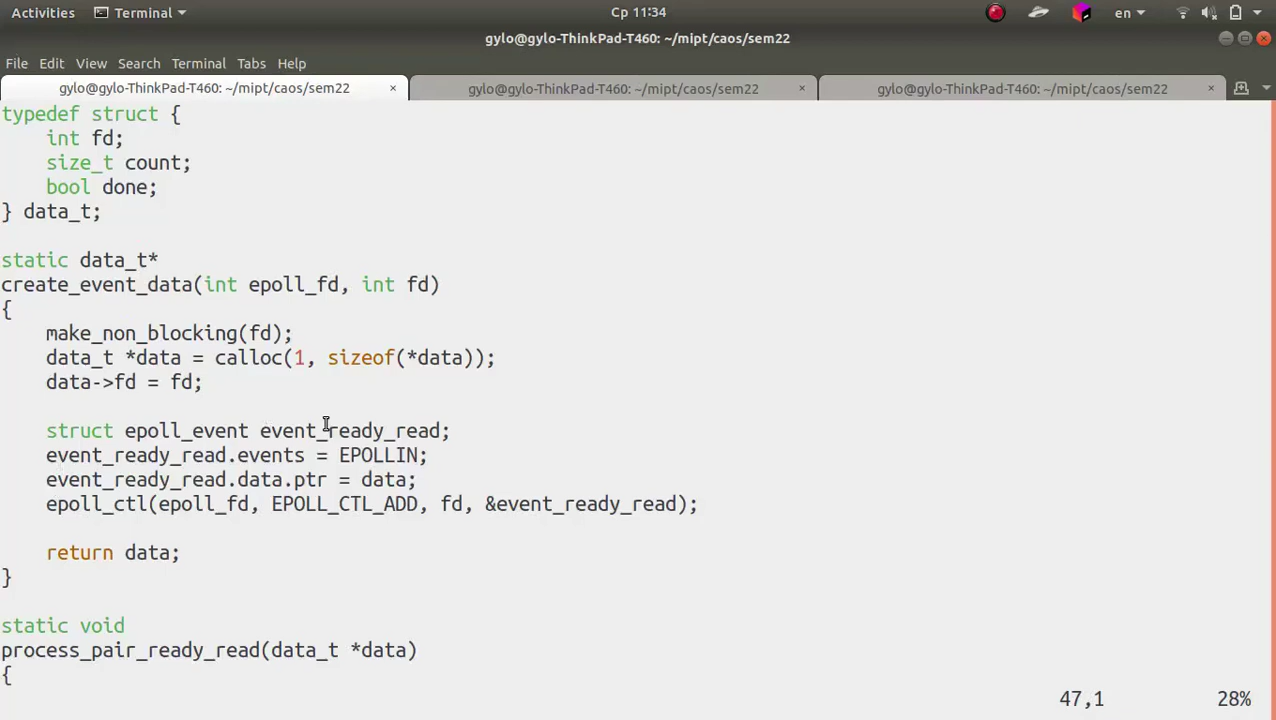 Activities Terminal Ср 11:34 en
gylo@gylo-ThinkPad-T460: ~/mipt/caos/sem22
File Edit View Search Terminal Tabs Help
gylo@gylo-ThinkPad-T460: ~/mipt/caos/sem22 × gylo@gylo-ThinkPad-T460: ~/mipt/caos/sem22 × gylo@gylo-ThinkPad-T460: ~/mipt/caos/sem22 ×
typedef struct {
    int fd;
    size_t count;
    bool done;
} data_t;
static data_t*
create_event_data(int epoll_fd, int fd)
{
    make_non_blocking(fd);
    data_t *data = calloc(1, sizeof(*data));
    data->fd = fd;
    struct epoll_event event_ready_read;
    event_ready_read.events = EPOLLIN;
    event_ready_read.data.ptr = data;
    epoll_ctl(epoll_fd, EPOLL_CTL_ADD, fd, &event_ready_read);
    return data;
}
static void
process_pair_ready_read(data_t *data)
{
47,1 28%